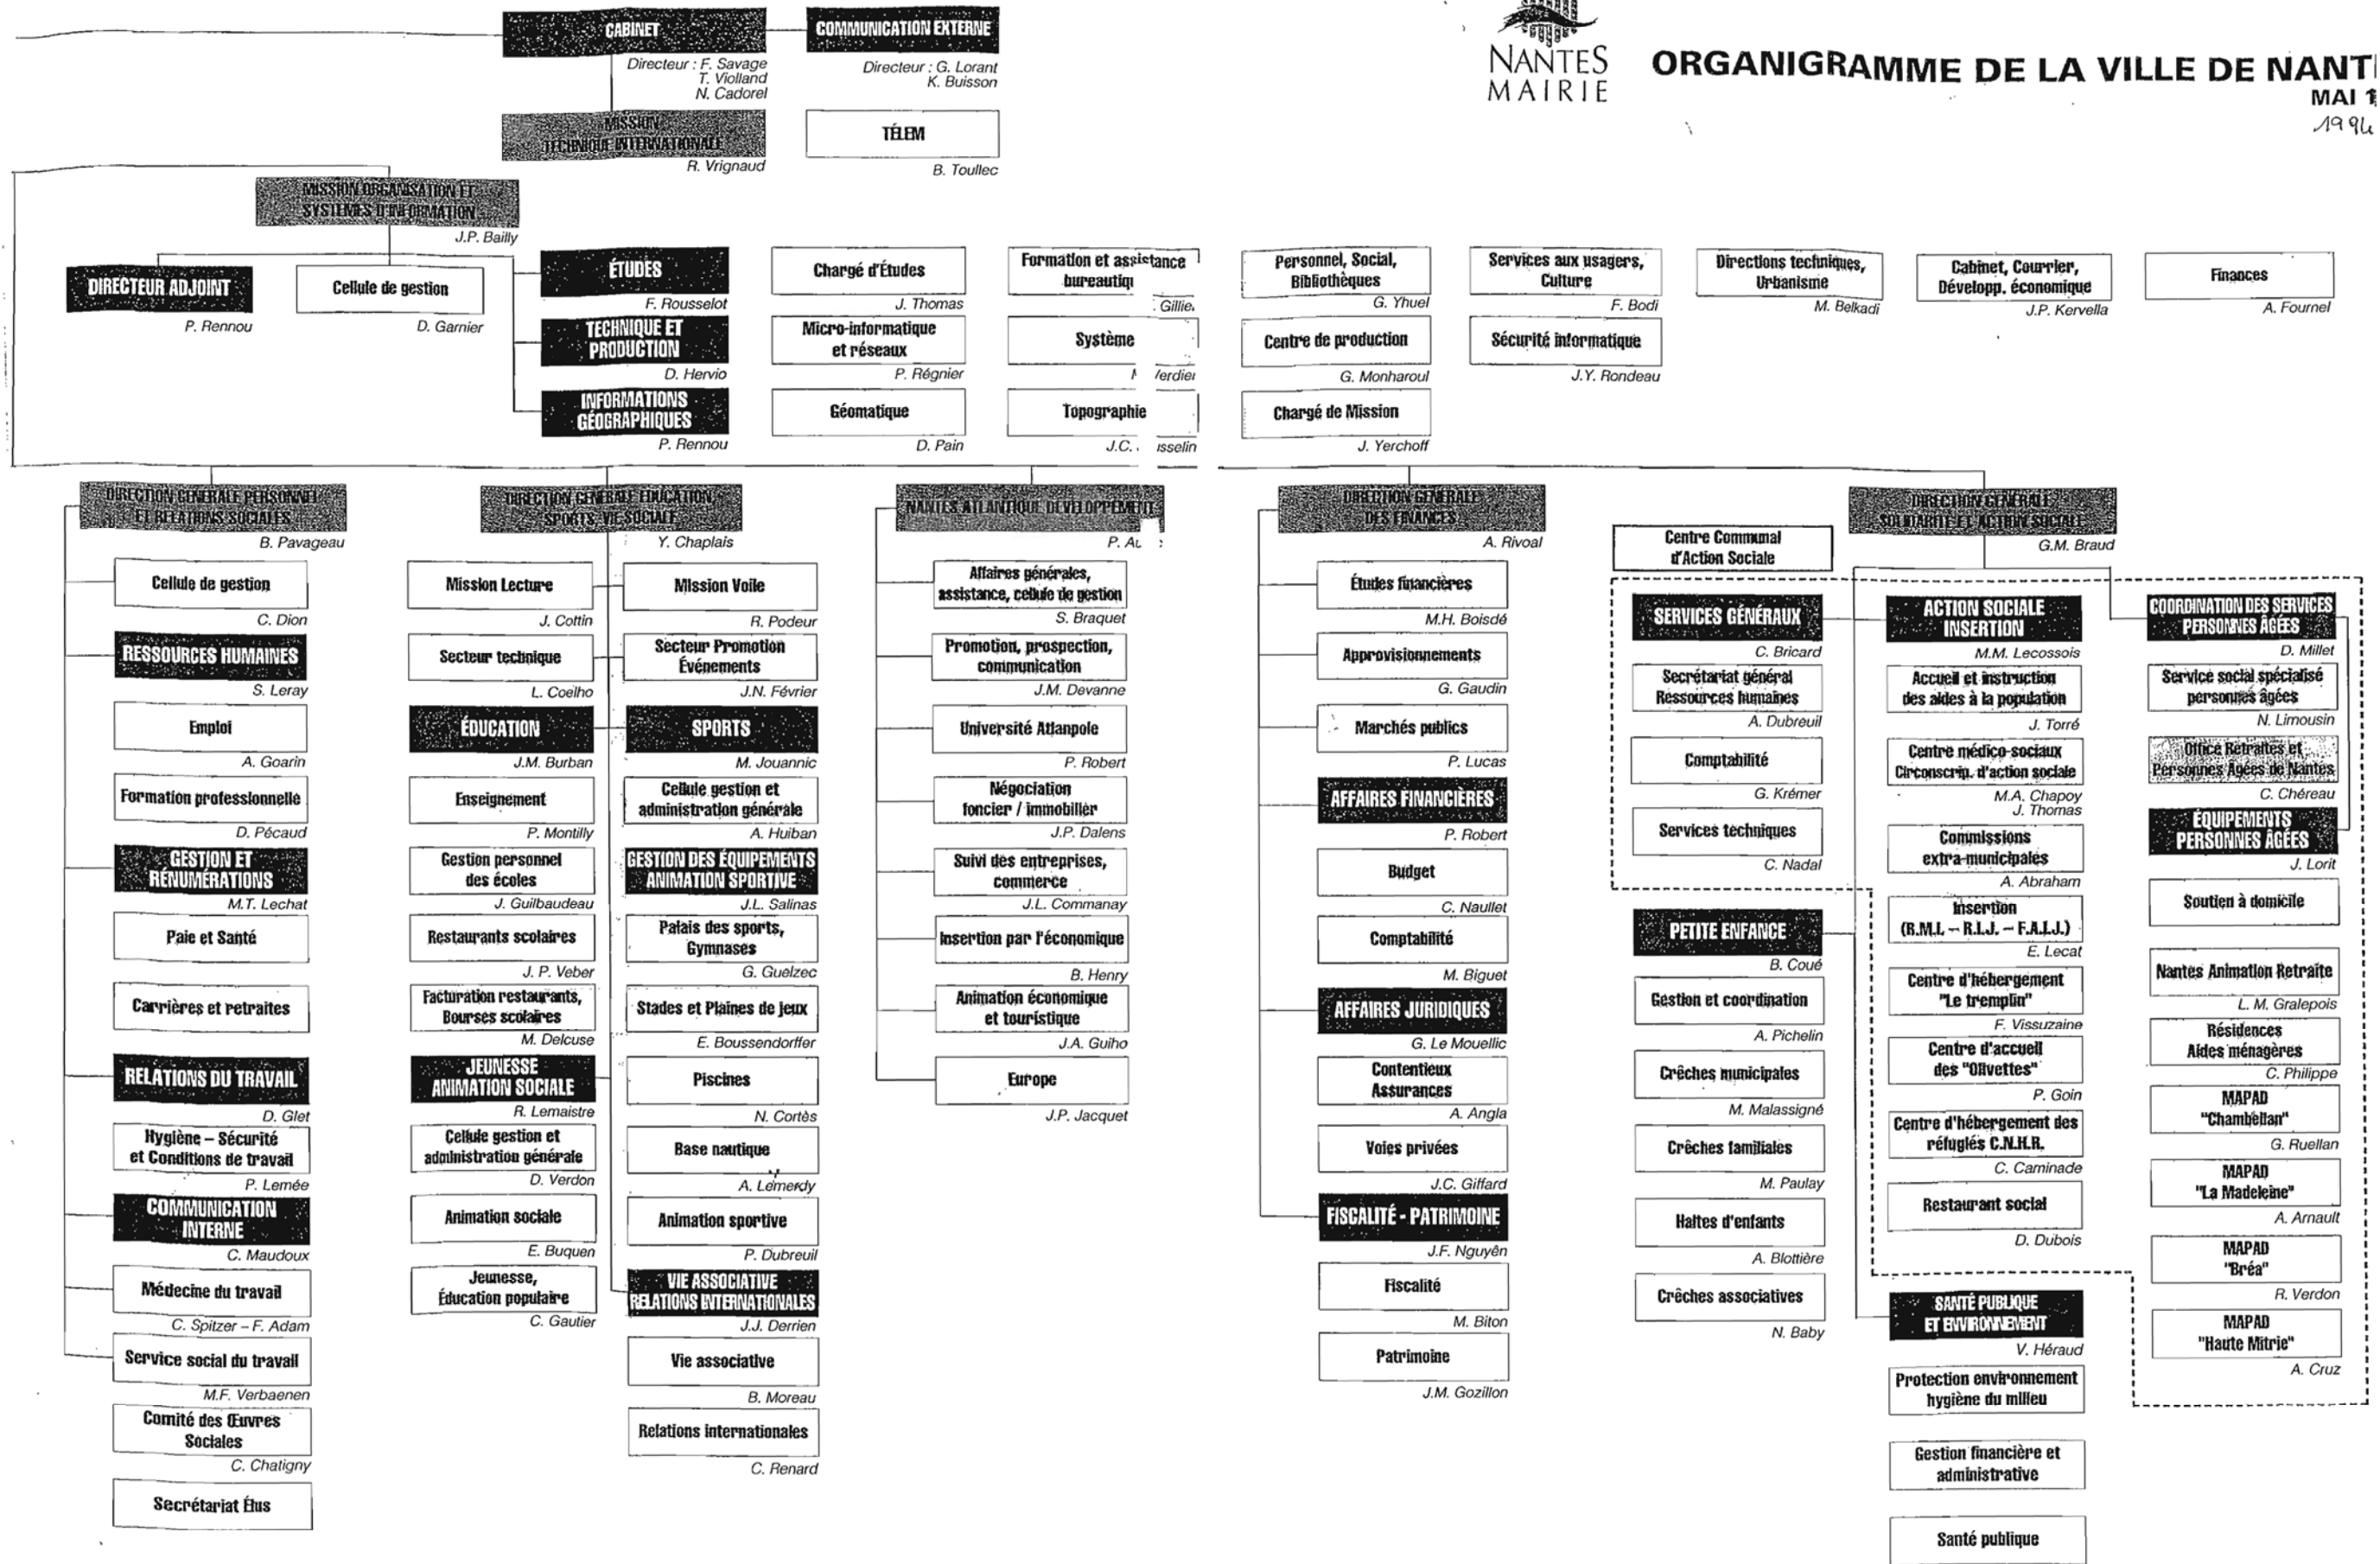 CABINET
Directeur : F. Savage
T. Violland
N. Cadorel
COMMUNICATION EXTERNE
Directeur : G. Lorant
K. Buisson
MISSION
TECHNIQUE INTERNATIONALE
R. Vrignaud
TÉLEM
B. Toullec
NANTES
MAIRIE
ORGANIGRAMME DE LA VILLE DE NANT
MAI 1
1994
MISSION ORGANISATION ET
SYSTEMES D'INFORMATION
J.P. Bailly
DIRECTEUR ADJOINT
P. Rennou
Cellule de gestion
D. Garnier
ÉTUDES
F. Rousselot
Chargé d'Études
J. Thomas
Formation et assistance
bureautiq
Gillie
Personnel, Social,
Bibliothèques
G. Yhuel
Services aux usagers,
Culture
F. Bodi
Directions techniques,
Urbanisme
M. Belkadi
Cabinet, Courrier,
Développ. économique
J.P. Kervella
Finances
A. Fournel
TECHNIQUE ET
PRODUCTION
D. Hervio
Micro-informatique
et réseaux
P. Régnier
Système
erdier
Centre de production
G. Monharoul
Sécurité informatique
J.Y. Rondeau
INFORMATIONS
GÉOGRAPHIQUES
P. Rennou
Géomatique
D. Pain
Topographie
J.C. sselin
Chargé de Mission
J. Yerchoff
DIRECTION GENERALE PERSONNEL
ET RELATIONS SOCIALES
B. Pavageau
Cellule de gestion
C. Dion
RESSOURCES HUMAINES
S. Leray
Emploi
A. Goarin
Formation professionnelle
D. Pécaud
GESTION ET
RÉNUMÉRATIONS
M.T. Lechat
Paie et Santé
Carrières et retraites
RELATIONS DU TRAVAIL
D. Glet
Hygiène – Sécurité
et Conditions de travail
P. Lemée
COMMUNICATION
INTERNE
C. Maudoux
Médecine du travail
C. Spitzer – F. Adam
Service social du travail
M.F. Verbaenen
Comité des Œuvres
Sociales
C. Chatigny
Secrétariat Élus
DIRECTION GENERALE EDUCATION,
SPORTS, VIE SOCIALE
Y. Chaplais
Mission Lecture
J. Cottin
Secteur technique
L. Coelho
ÉDUCATION
J.M. Burban
Enseignement
P. Montilly
Gestion personnel
des écoles
J. Guilbaudeau
Restaurants scolaires
J. P. Veber
Facturation restaurants,
Bourses scolaires
M. Delcuse
JEUNESSE
ANIMATION SOCIALE
R. Lemaistre
Cellule gestion et
administration générale
D. Verdon
Animation sociale
E. Buquen
Jeunesse,
Éducation populaire
C. Gautier
Mission Voile
R. Podeur
Secteur Promotion
Événements
J.N. Février
SPORTS
M. Jouannic
Cellule gestion et
administration générale
A. Huiban
GESTION DES ÉQUIPEMENTS
ANIMATION SPORTIVE
J.L. Salinas
Palais des sports,
Gymnases
G. Guelzec
Stades et Plaines de jeux
E. Boussendorffer
Piscines
N. Cortès
Base nautique
A. Lemerdy
Animation sportive
P. Dubreuil
VIE ASSOCIATIVE
RELATIONS INTERNATIONALES
J.J. Derrien
Vie associative
B. Moreau
Relations internationales
C. Renard
NANTES ATLANTIQUE DEVELOPPEMENT
Affaires générales,
assistance, cellule de gestion
S. Braquet
Promotion, prospection,
communication
J.M. Devanne
Université Atlanpole
P. Robert
Négociation
foncier / immobilier
J.P. Dalens
Suivi des entreprises,
commerce
J.L. Commanay
Insertion par l'économique
B. Henry
Animation économique
et touristique
J.A. Guiho
Europe
J.P. Jacquet
DIRECTION GENERALE
DES FINANCES
A. Rivoal
Études financières
M.H. Boisdé
Approvisionnements
G. Gaudin
Marchés publics
P. Lucas
AFFAIRES FINANCIÈRES
P. Robert
Budget
C. Naullet
Comptabilité
M. Biguet
AFFAIRES JURIDIQUES
G. Le Mouellic
Contentieux
Assurances
A. Angla
Voies privées
J.C. Giffard
FISCALITÉ - PATRIMOINE
J.F. Nguyên
Fiscalité
M. Biton
Patrimoine
J.M. Gozillon
DIRECTION GENERALE
SOLIDARITE ET ACTION SOCIALE
G.M. Braud
Centre Communal
d'Action Sociale
SERVICES GÉNÉRAUX
C. Bricard
Secrétariat général
Ressources humaines
A. Dubreuil
Comptabilité
G. Krémer
Services techniques
C. Nadal
PETITE ENFANCE
B. Coué
Gestion et coordination
A. Pichelin
Crêches municipales
M. Malassigné
Crêches familiales
M. Paulay
Haltes d'enfants
A. Blottière
Crêches associatives
N. Baby
ACTION SOCIALE
INSERTION
M.M. Lecossois
Accueil et instruction
des aides à la population
J. Torré
Centre médico-sociaux
Circonscrip. d'action sociale
M.A. Chapoy
J. Thomas
Commissions
extra-municipales
A. Abraham
Insertion
(R.M.I. – R.I.J. – F.A.I.J.)
E. Lecat
Centre d'hébergement
"Le tremplin"
F. Vissuzaine
Centre d'accueil
des "Olivettes"
P. Goin
Centre d'hébergement des
réfugiés C.N.H.R.
C. Caminade
Restaurant social
D. Dubois
SANTÉ PUBLIQUE
ET ENVIRONNEMENT
V. Héraud
Protection environnement
hygiène du milieu
Gestion financière et
administrative
Santé publique
COORDINATION DES SERVICES
PERSONNES ÂGÉES
D. Millet
Service social spécialisé
personnes âgées
N. Limousin
Office Retraités et
Personnes Agées de Nantes
C. Chéreau
ÉQUIPEMENTS
PERSONNES ÂGÉES
J. Lorit
Soutien à domicile
Nantes Animation Retraite
L. M. Gralepois
Résidences
Aides ménagères
C. Philippe
MAPAD
"Chambellan"
G. Ruellan
MAPAD
"La Madeleine"
A. Arnault
MAPAD
"Bréa"
R. Verdon
MAPAD
"Haute Mitrie"
A. Cruz